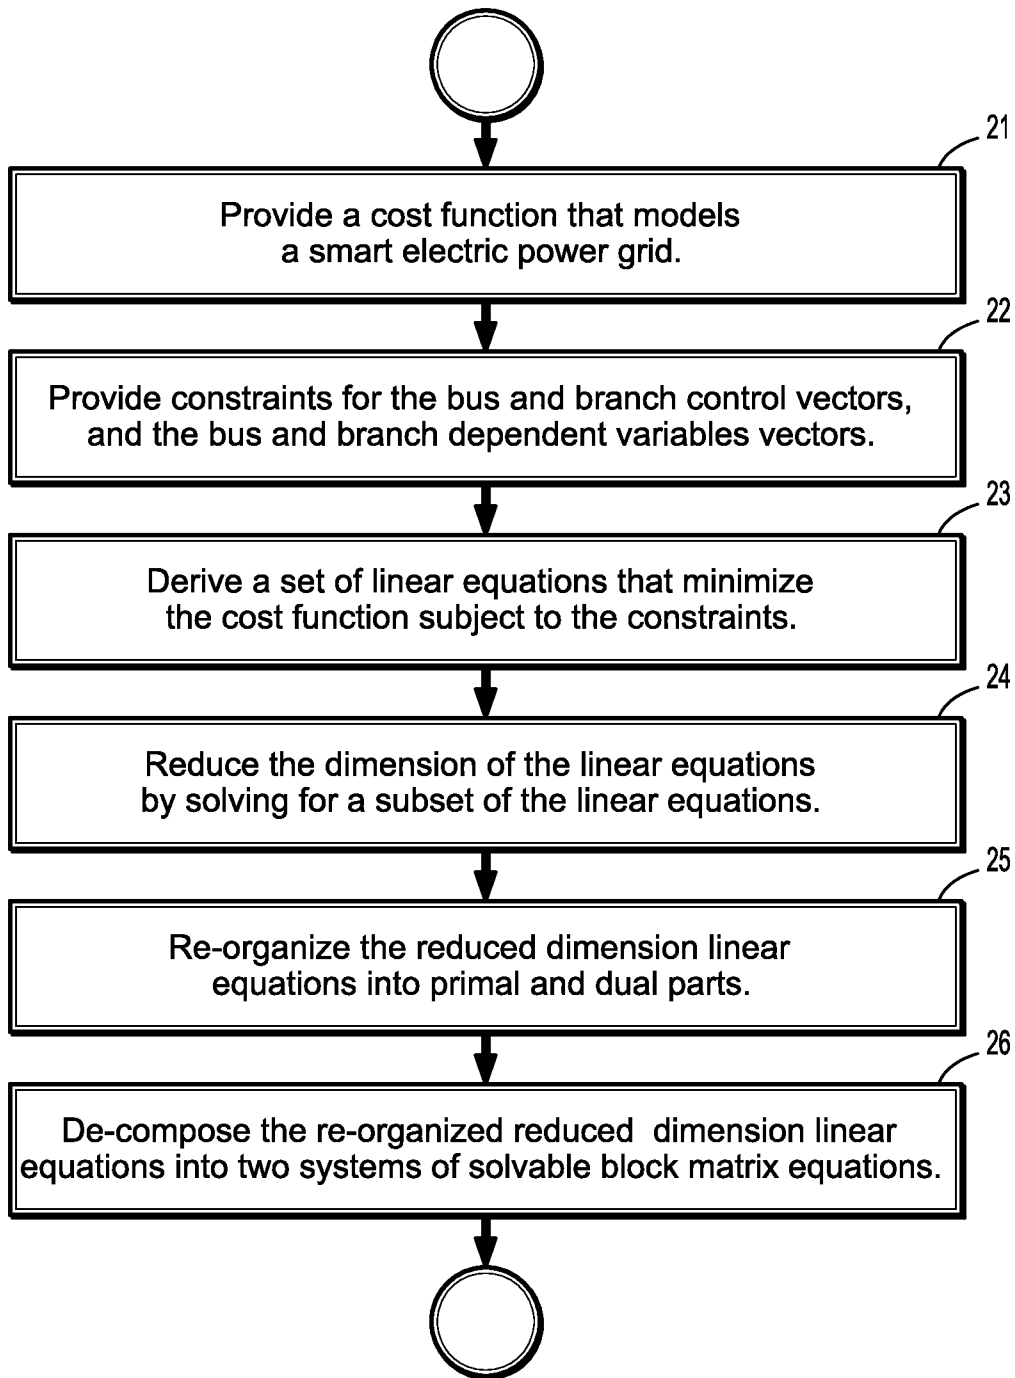 21
Provide a cost function that models
a smart electric power grid.
22
Provide constraints for the bus and branch control vectors,
and the bus and branch dependent variables vectors.
23
Derive a set of linear equations that minimize
the cost function subject to the constraints.
24
Reduce the dimension of the linear equations
by solving for a subset of the linear equations.
25
Re-organize the reduced dimension linear
equations into primal and dual parts.
26
De-compose the re-organized reduced  dimension linear
equations into two systems of solvable block matrix equations.